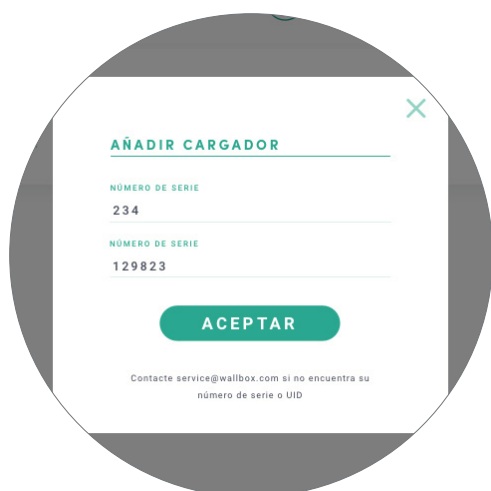 AÑADIR CARGADOR
NÚMERO DE SERIE
234
NÚMERO DE SERIE
129823
ACEPTAR
Contacte service@wallbox.com si no encuentra su
número de serie o UID